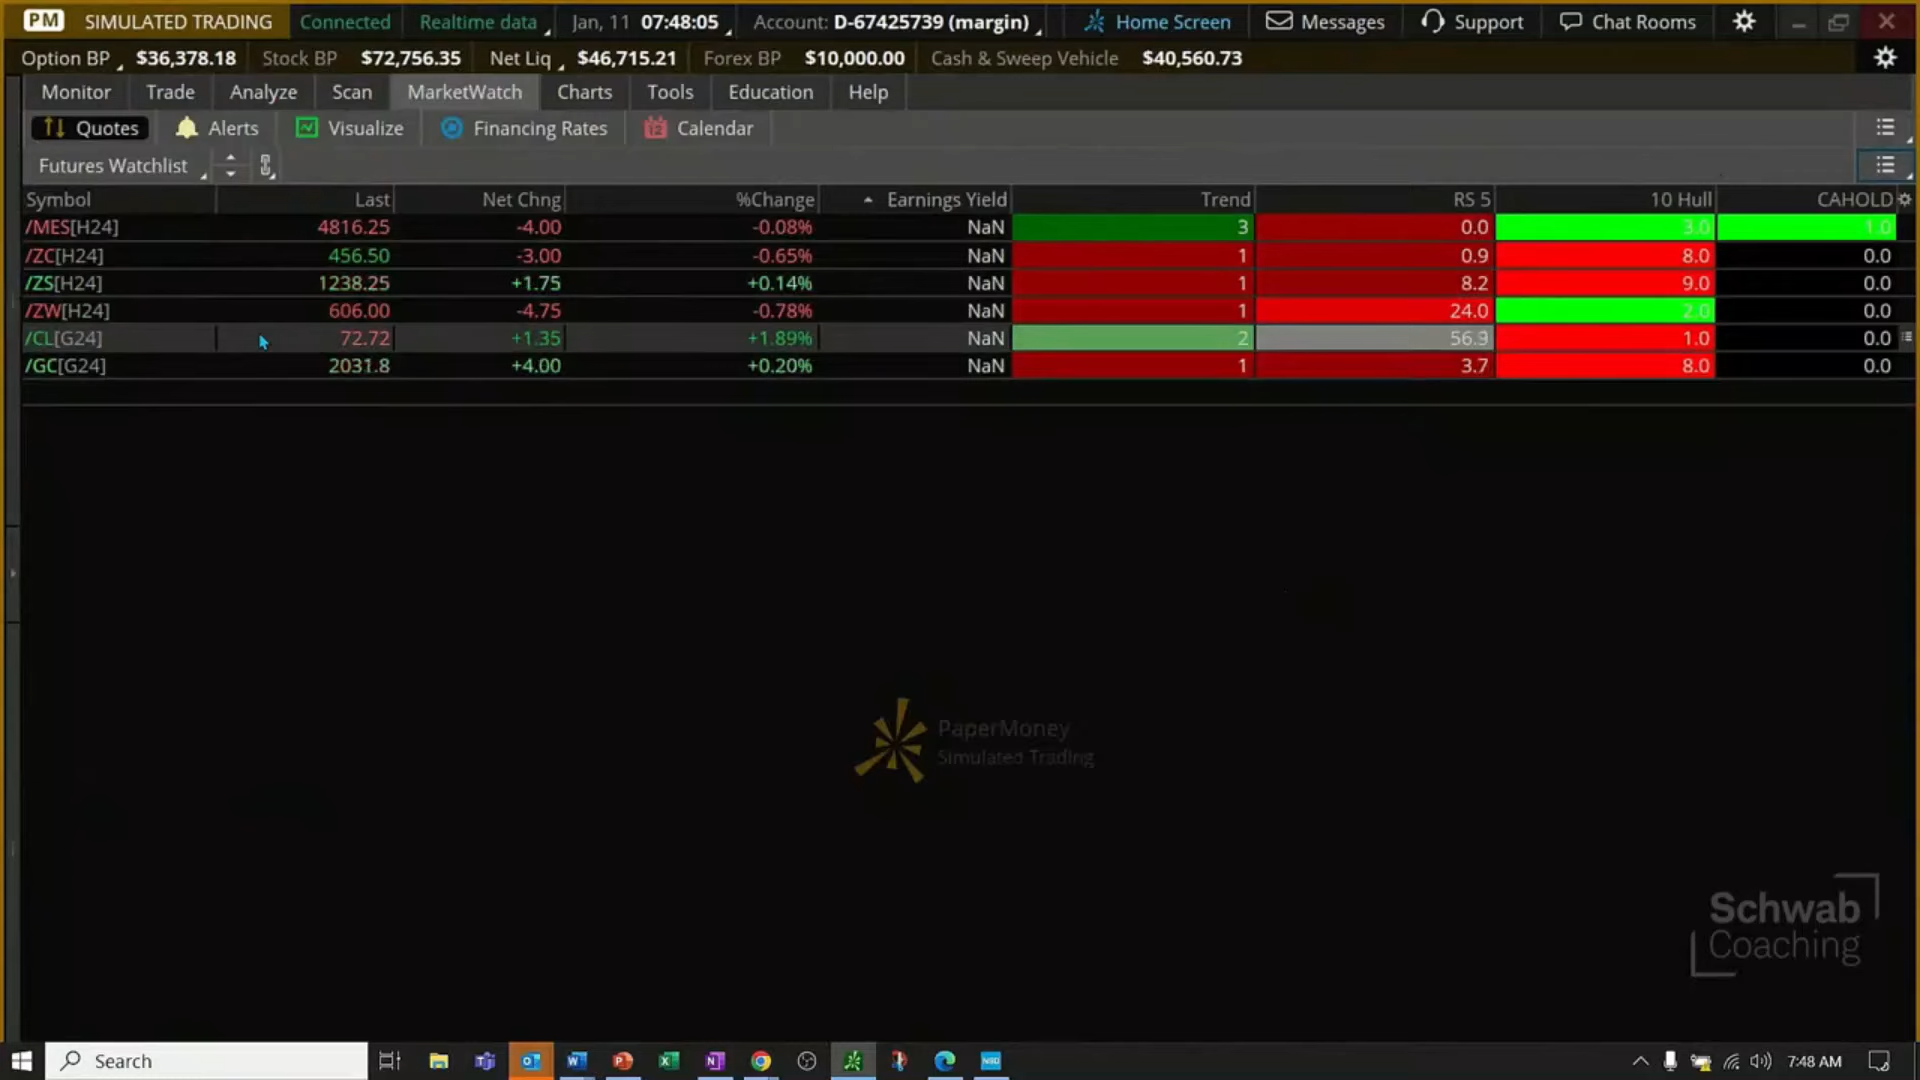 PM SIMULATED TRADING Connected Realtime data Jan, 11 07:48:05 Account: D-67425739 (margin) Home Screen Messages Support Chat Rooms
Option BP $36,378.18 Stock BP $72,756.35 Net Liq $46,715.21 Forex BP $10,000.00 Cash & Sweep Vehicle $40,560.73
Monitor Trade Analyze Scan MarketWatch Charts Tools Education Help
Quotes Alerts Visualize Financing Rates 12 Calendar
Futures Watchlist
Symbol Last Net Chng %Change Earnings Yield Trend RS 5 10 Hull CAHOLD
/MES[H24] 4816.25 -4.00 -0.08% NaN 3 0.0 3.0 1.0
/ZC[H24] 456.50 -3.00 -0.65% NaN 1 0.9 8.0 0.0
/ZS[H24] 1238.25 +1.75 +0.14% NaN 1 8.2 9.0 0.0
/ZW[H24] 606.00 -4.75 -0.78% NaN 1 24.0 2.0 0.0
/CL[G24] 72.72 +1.35 +1.89% NaN 2 56.9 1.0 0.0
/GC[G24] 2031.8 +4.00 +0.20% NaN 1 3.7 8.0 0.0
PaperMoney
Simulated Trading
Schwab
Coaching
Search 7:48 AM